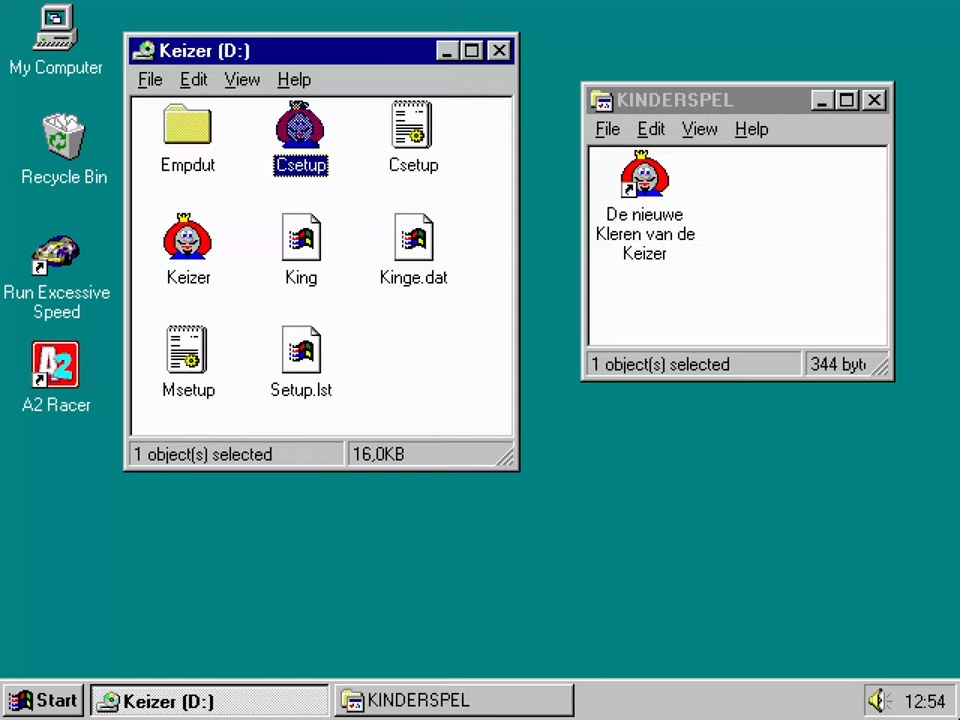 My Computer
Recycle Bin
Run Excessive
Speed
A2
A2 Racer
Keizer (D:)
File Edit View Help
Empdut
Csetup
Csetup
Keizer
King
Kinge.dat
Msetup
Setup.lst
1 object(s) selected
16,0KB
KINDERSPEL
File Edit View Help
De nieuwe
Kleren van de
Keizer
1 object(s) selected
344 byt
Start
Keizer (D:)
KINDERSPEL
12:54